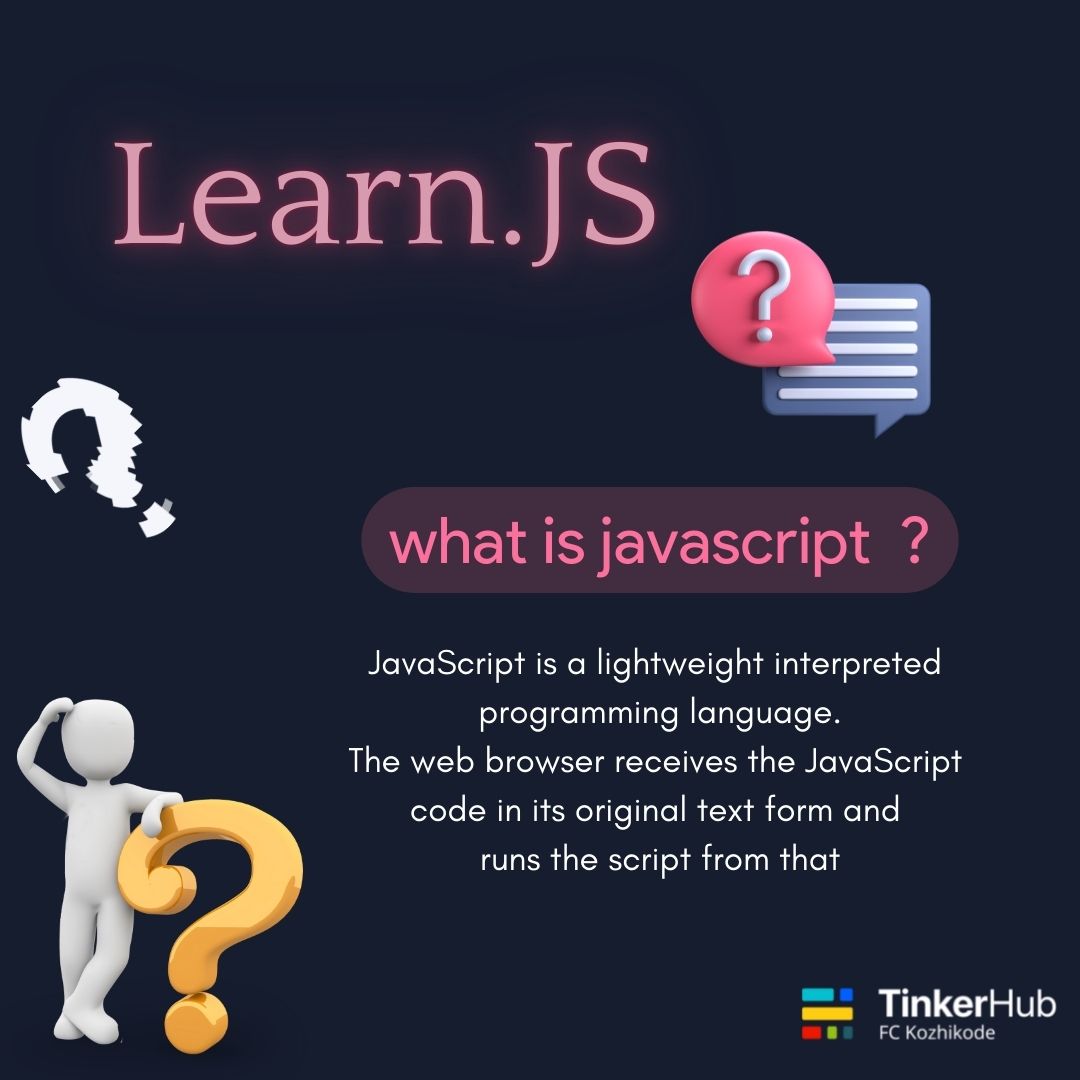 Learn.JS
?
what is javascript ?
JavaScript is a lightweight interpreted
programming language.
The web browser receives the JavaScript
code in its original text form and
runs the script from that
?
?
TinkerHub
FC Kozhikode